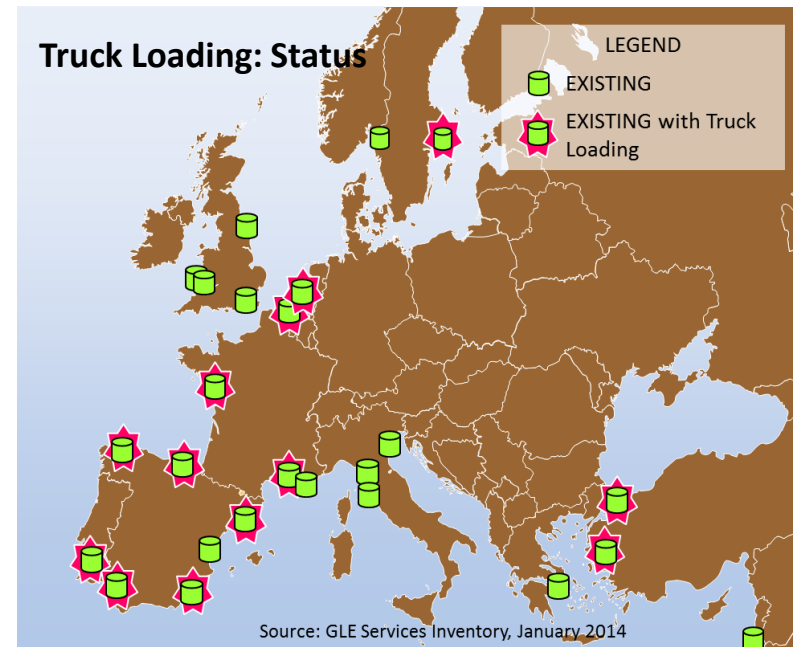 Truck Loading: Status
LEGEND
EXISTING
EXISTING with Truck
Loading
Source: GLE Services Inventory, January 2014